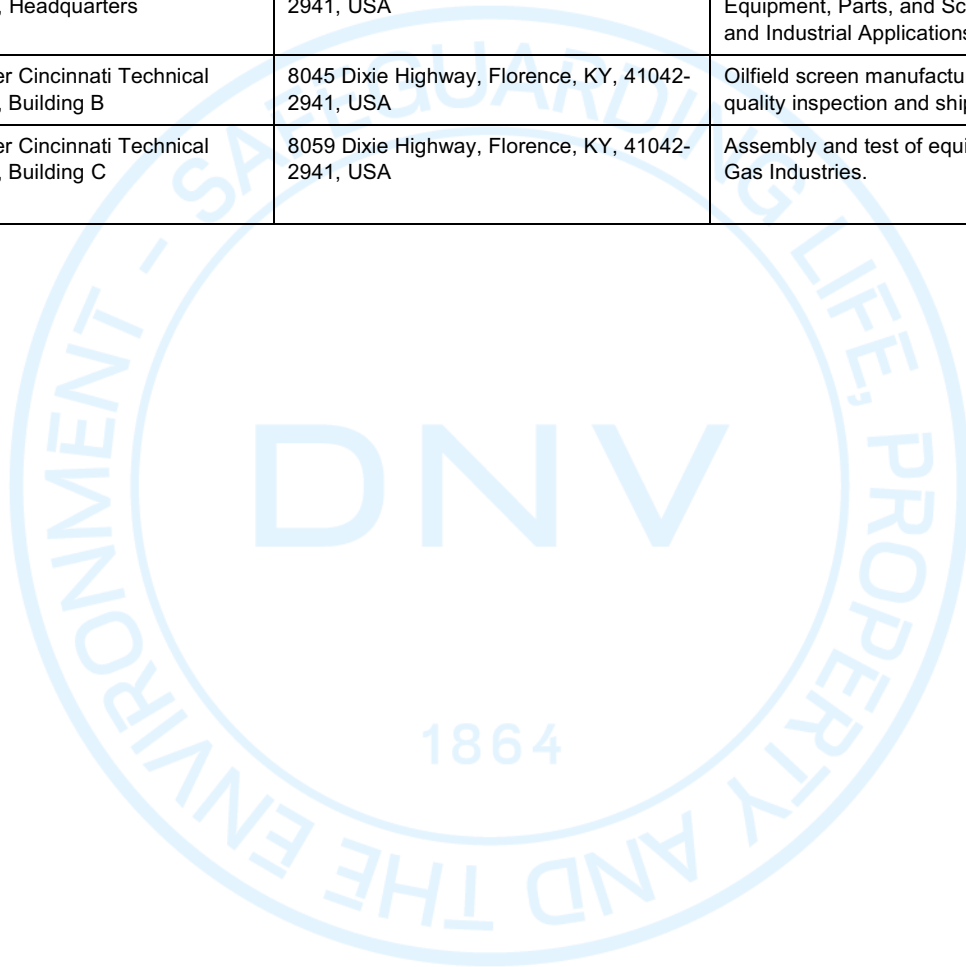 , Headquarters
2941, USA
Equipment, Parts, and Sc
and Industrial Applications
er Cincinnati Technical
, Building B
8045 Dixie Highway, Florence, KY, 41042-
2941, USA
Oilfield screen manufactu
quality inspection and ship
er Cincinnati Technical
, Building C
8059 Dixie Highway, Florence, KY, 41042-
2941, USA
Assembly and test of equi
Gas Industries.
SAFEGUARDING LIFE, PROPERTY AND THE ENVIRONMENT -
DNV
1864